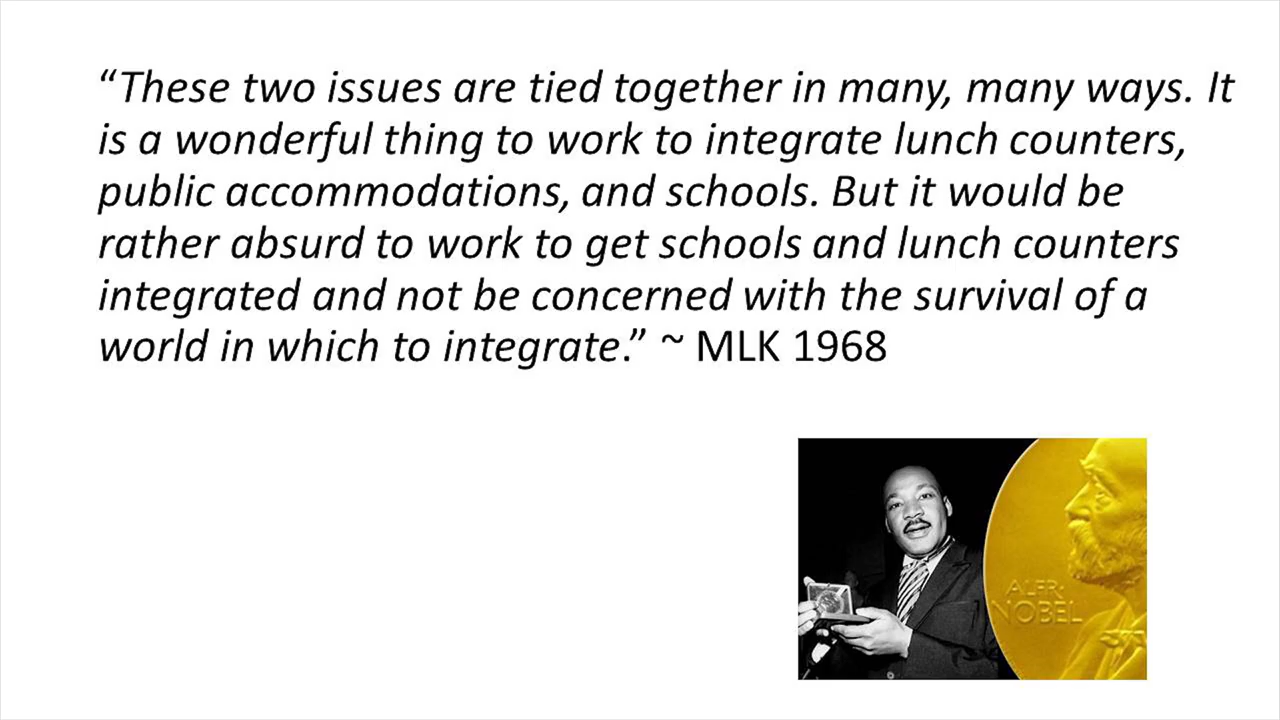 “These two issues are tied together in many, many ways. It
is a wonderful thing to work to integrate lunch counters,
public accommodations, and schools. But it would be
rather absurd to work to get schools and lunch counters
integrated and not be concerned with the survival of a
world in which to integrate.” ~ MLK 1968
ALFR.
NOBEL